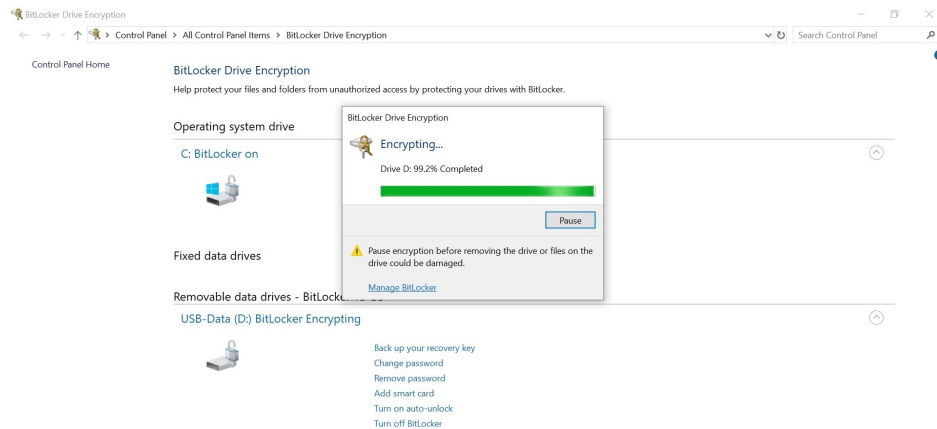 BitLocker Drive Encryption
Control Panel > All Control Panel Items > BitLocker Drive Encryption
Search Control Panel
Control Panel Home
BitLocker Drive Encryption
Help protect your files and folders from unauthorized access by protecting your drives with BitLocker.
Operating system drive
C: BitLocker on
BitLocker Drive Encryption
Encrypting...
Drive D: 99.2% Completed
Pause
Pause encryption before removing the drive or files on the
drive could be damaged.
Manage BitLocker
Fixed data drives
Removable data drives -
USB-Data (D:) BitLocker Encrypting
Back up your recovery key
Change password
Remove password
Add smart card
Turn on auto-unlock
Turn off BitLocker